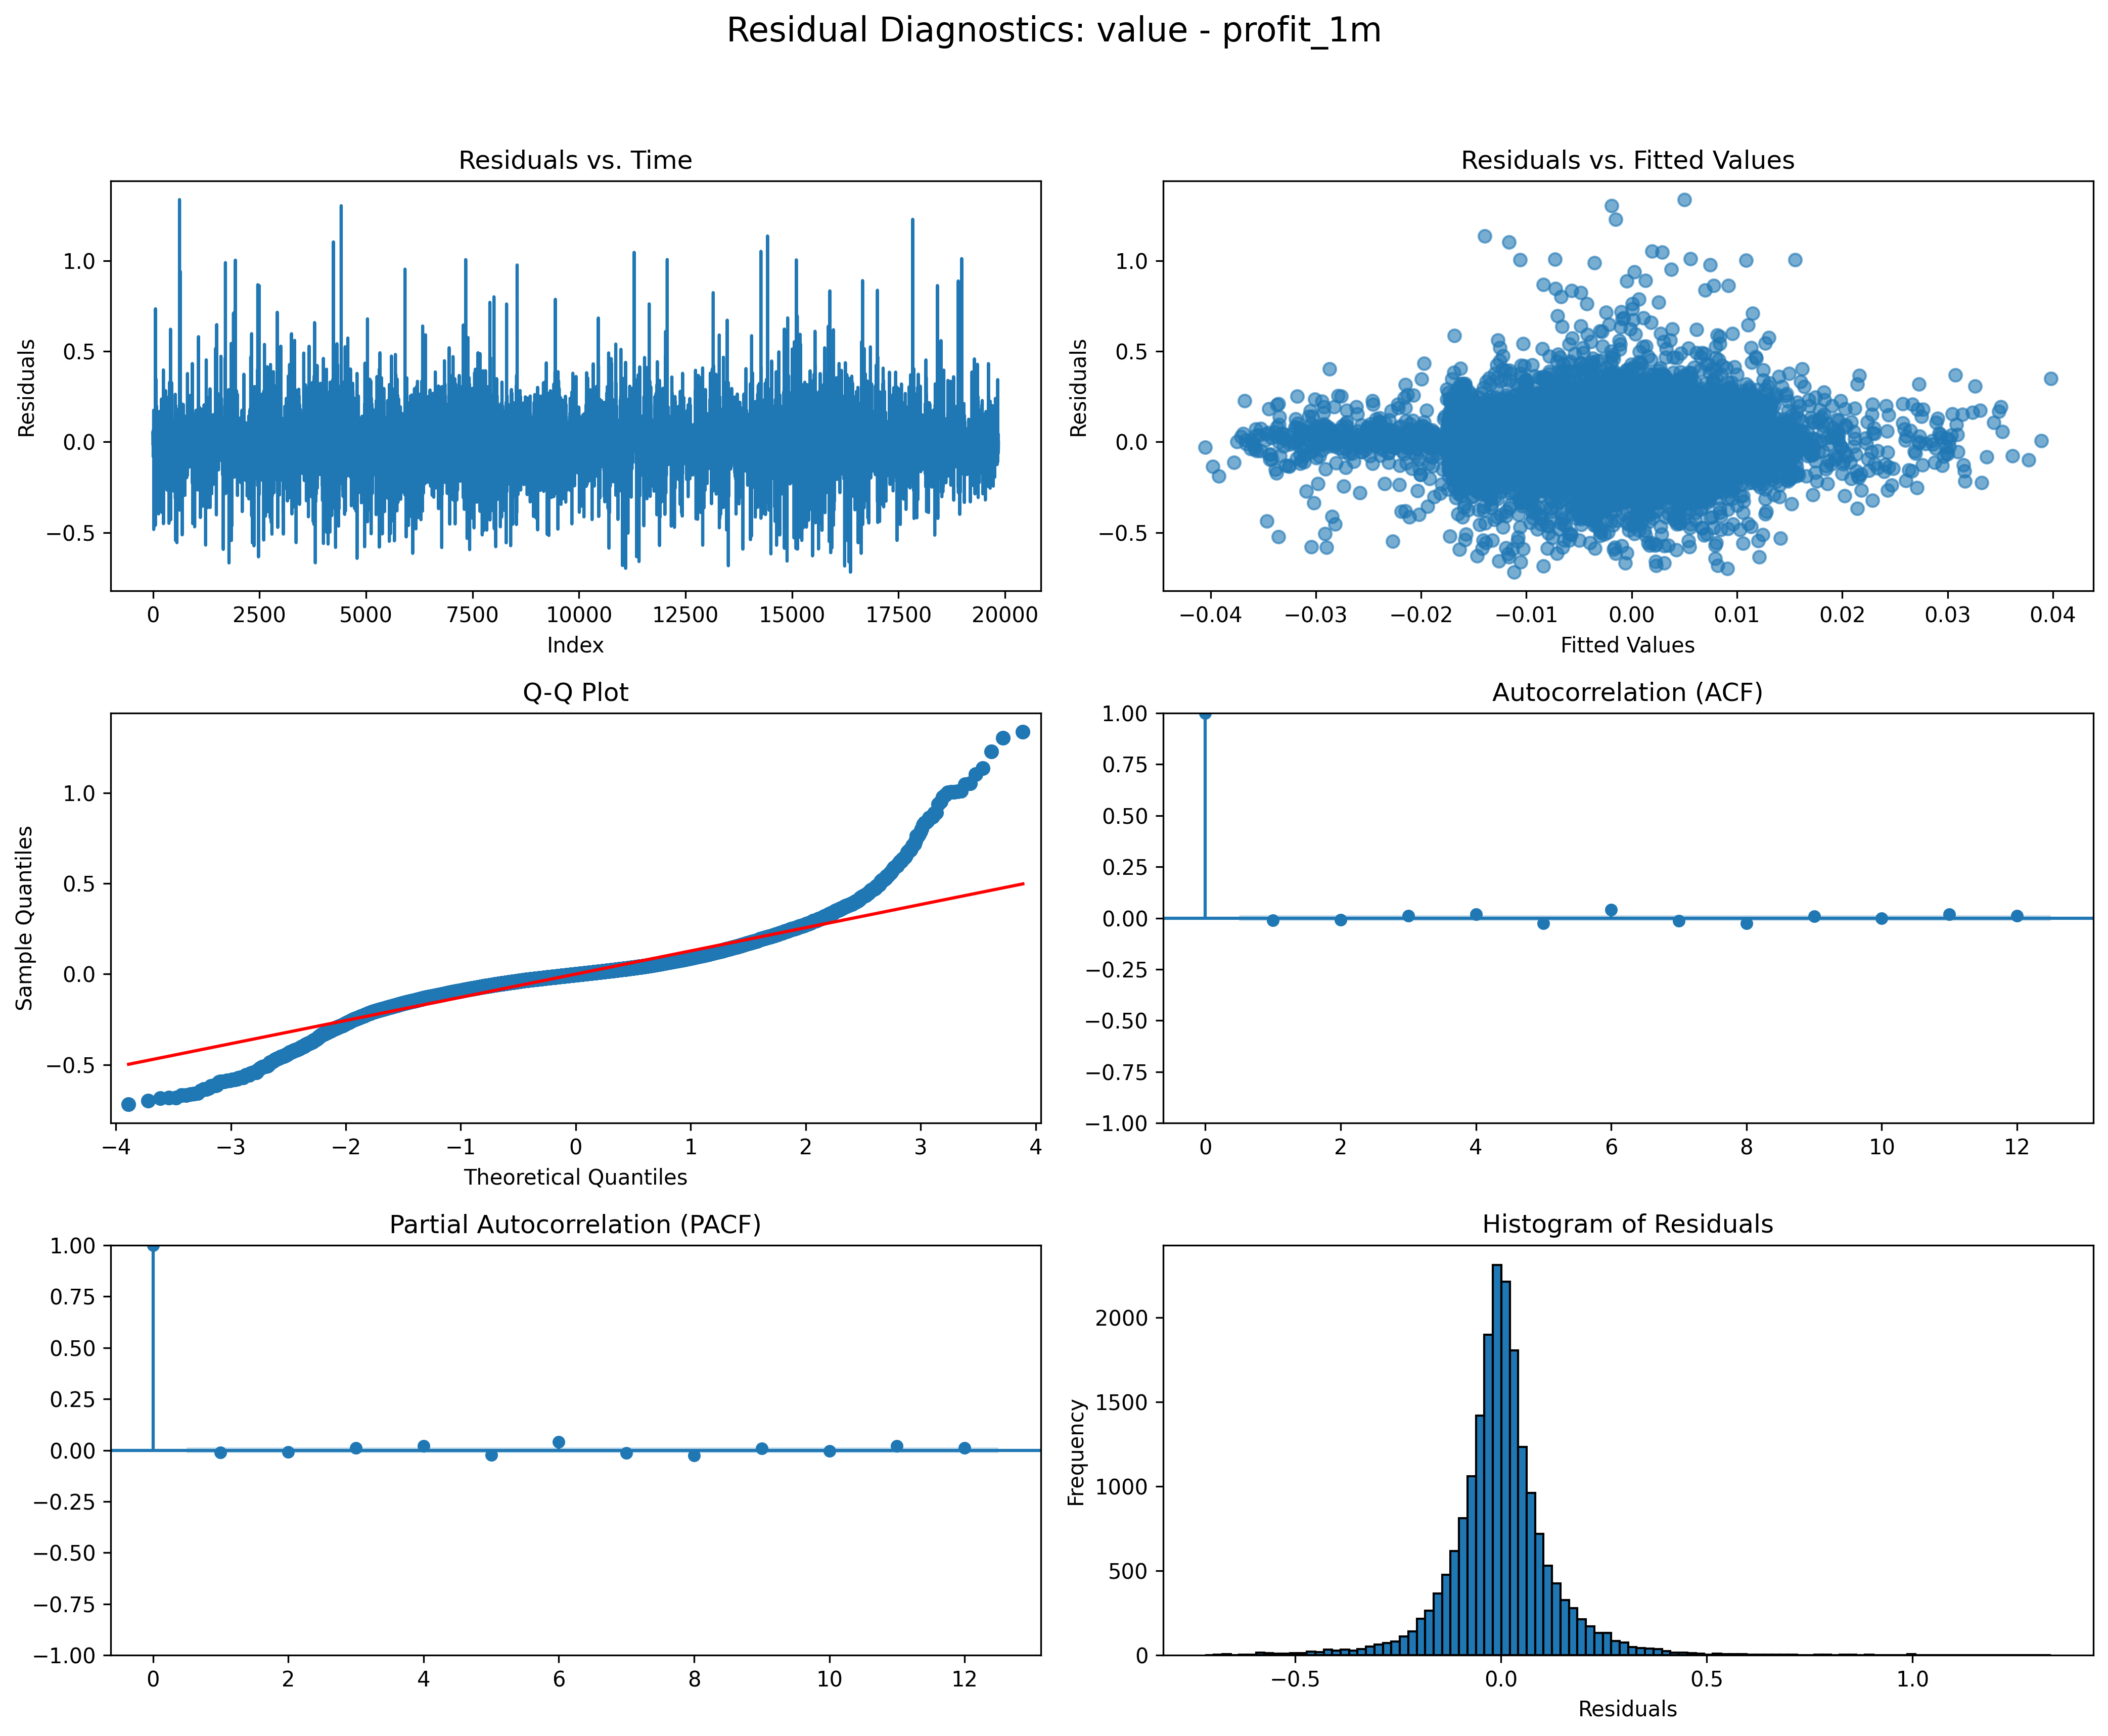 Residual Diagnostics: value - profit_1m
Residuals vs. Time
Residuals
1.0
0.5
0.0
−0.5
0 2500 5000 7500 10000 12500 15000 17500 20000
Index
Residuals vs. Fitted Values
Residuals
1.0
0.5
0.0
−0.5
−0.04 −0.03 −0.02 −0.01 0.00 0.01 0.02 0.03 0.04
Fitted Values
Q-Q Plot
Sample Quantiles
1.0
0.5
0.0
−0.5
−4 −3 −2 −1 0 1 2 3 4
Theoretical Quantiles
Autocorrelation (ACF)
1.00
0.75
0.50
0.25
0.00
−0.25
−0.50
−0.75
−1.00
0 2 4 6 8 10 12
Partial Autocorrelation (PACF)
1.00
0.75
0.50
0.25
0.00
−0.25
−0.50
−0.75
−1.00
0 2 4 6 8 10 12
Histogram of Residuals
Frequency
2000
1500
1000
500
0
−0.5 0.0 0.5 1.0
Residuals